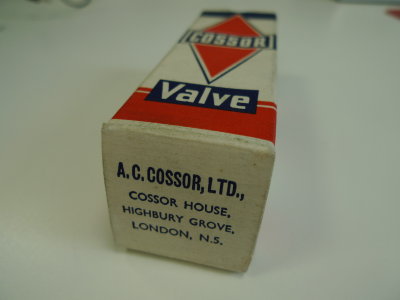 COSSOR
Valve
A. C. COSSOR, LTD.,
COSSOR HOUSE,
HIGHBURY GROVE,
LONDON, N.5.